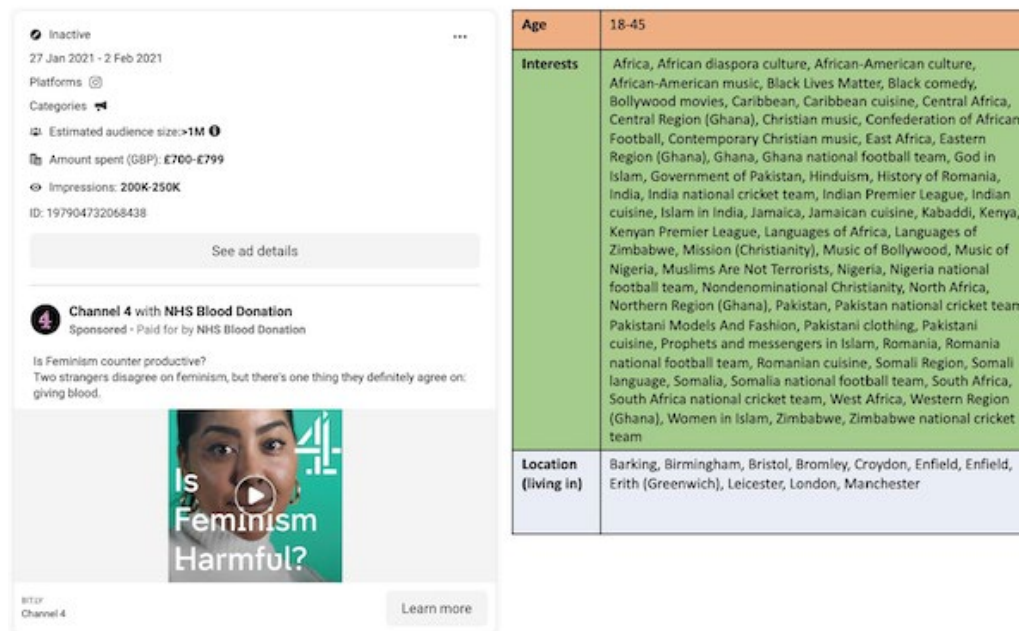 Inactive
27 Jan 2021 - 2 Feb 2021
Platforms
Categories
Estimated audience size:>1M
Amount spent (GBP): £700-£799
Impressions: 200K-250K
ID: 197904732068438
See ad details
4
Channel 4 with NHS Blood Donation
Sponsored • Paid for by NHS Blood Donation
Is Feminism counter productive?
Two strangers disagree on feminism, but there's one thing they definitely agree on:
giving blood.
4
Is
Feminism
Harmful?
BIT.LY
Channel 4
Learn more
Age
18-45
Interests
Africa, African diaspora culture, African-American culture,
African-American music, Black Lives Matter, Black comedy,
Bollywood movies, Caribbean, Caribbean cuisine, Central Africa,
Central Region (Ghana), Christian music, Confederation of African
Football, Contemporary Christian music, East Africa, Eastern
Region (Ghana), Ghana, Ghana national football team, God in
Islam, Government of Pakistan, Hinduism, History of Romania,
India, India national cricket team, Indian Premier League, Indian
cuisine, Islam in India, Jamaica, Jamaican cuisine, Kabaddi, Kenya,
Kenyan Premier League, Languages of Africa, Languages of
Zimbabwe, Mission (Christianity), Music of Bollywood, Music of
Nigeria, Muslims Are Not Terrorists, Nigeria, Nigeria national
football team, Nondenominational Christianity, North Africa,
Northern Region (Ghana), Pakistan, Pakistan national cricket team
Pakistani Models And Fashion, Pakistani clothing, Pakistani
cuisine, Prophets and messengers in Islam, Romania, Romania
national football team, Romanian cuisine, Somali Region, Somali
language, Somalia, Somalia national football team, South Africa,
South Africa national cricket team, West Africa, Western Region
(Ghana), Women in Islam, Zimbabwe, Zimbabwe national cricket
team
Location
(living in)
Barking, Birmingham, Bristol, Bromley, Croydon, Enfield, Enfield,
Erith (Greenwich), Leicester, London, Manchester